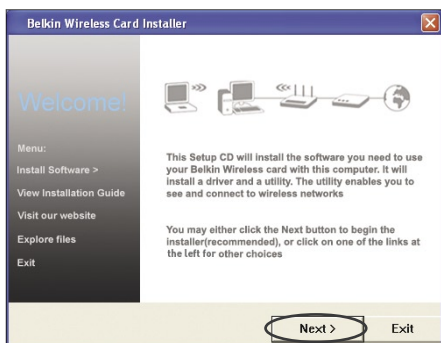 Belkin Wireless Card Installer
Welcome!
Menu:
Install Software >
View Installation Guide
Visit our website
Explore files
Exit
This Setup CD will install the software you need to use
your Belkin Wireless card with this computer. It will
install a driver and a utility. The utility enables you to
see and connect to wireless networks
You may either click the Next button to begin the
installer(recommended), or click on one of the links at
the left for other choices
Next >
Exit